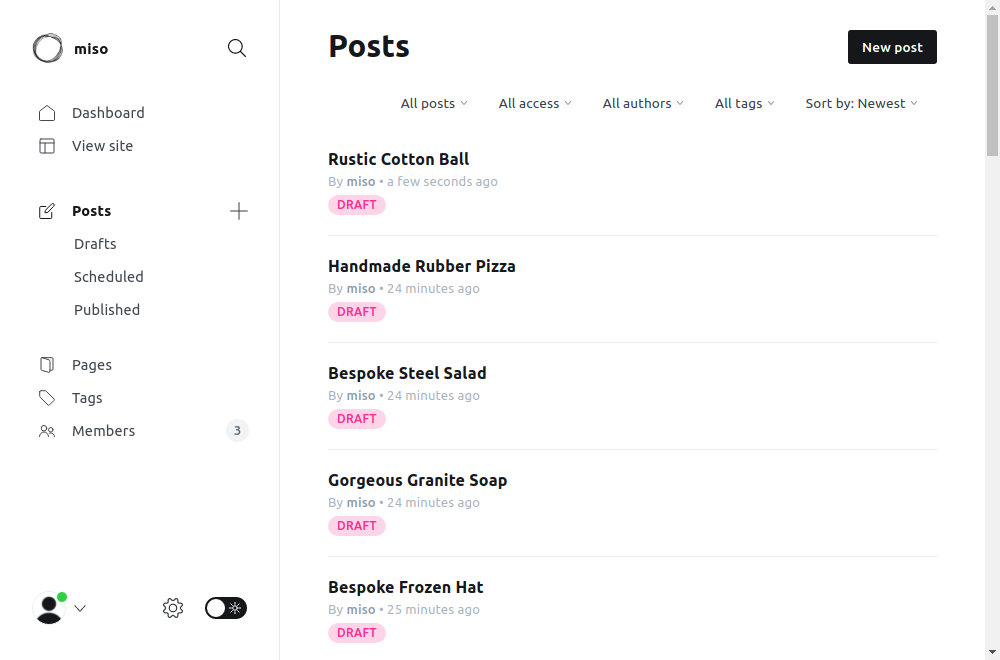 miso
Dashboard
View site
Posts
Drafts
Scheduled
Published
Pages
Tags
Members 3
Posts
New post
All posts All access All authors All tags Sort by: Newest
Rustic Cotton Ball
By miso • a few seconds ago
DRAFT
Handmade Rubber Pizza
By miso • 24 minutes ago
DRAFT
Bespoke Steel Salad
By miso • 24 minutes ago
DRAFT
Gorgeous Granite Soap
By miso • 24 minutes ago
DRAFT
Bespoke Frozen Hat
By miso • 25 minutes ago
DRAFT